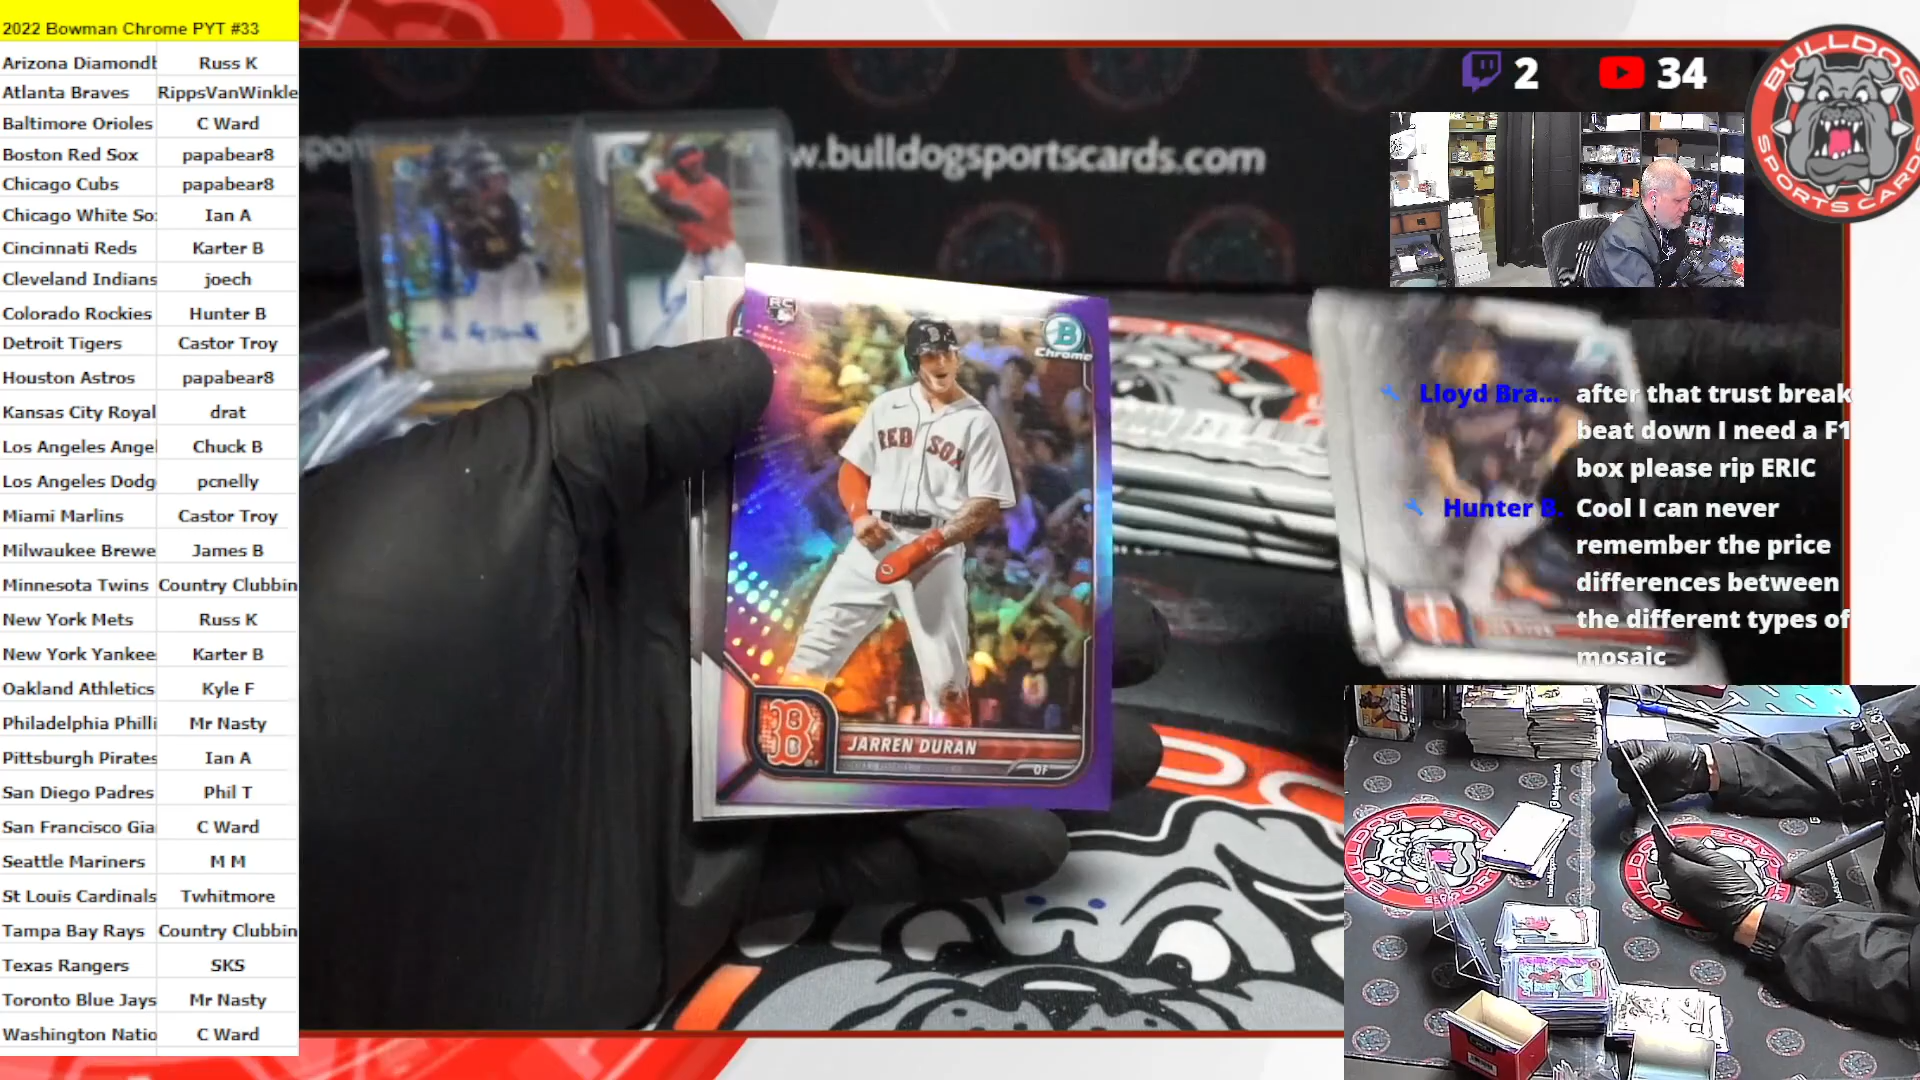 2022 Bowman Chrome PYT #33
Arizona Diamondb Russ K
Atlanta Braves RippsVanWinkle
Baltimore Orioles C Ward
Boston Red Sox papabear8
Chicago Cubs papabear8
Chicago White So Ian A
Cincinnati Reds Karter B
Cleveland Indians joech
Colorado Rockies Hunter B
Detroit Tigers Castor Troy
Houston Astros papabear8
Kansas City Royal drat
Los Angeles Angel Chuck B
Los Angeles Dodg pcnelly
Miami Marlins Castor Troy
Milwaukee Brewe James B
Minnesota Twins Country Clubbin
New York Mets Russ K
New York Yankee Karter B
Oakland Athletics Kyle F
Philadelphia Philli Mr Nasty
Pittsburgh Pirates Ian A
San Diego Padres Phil T
San Francisco Gia C Ward
Seattle Mariners M M
St Louis Cardinals Twhitmore
Tampa Bay Rays Country Clubbin
Texas Rangers SKS
Toronto Blue Jays Mr Nasty
Washington Natio C Ward
w.bulldogsportscards.com
2 34
BULLDOG
SPORTS CARDS
RC
B
Chrome
RED SOX
B
JARREN DURAN
OF
Lloyd Bra... after that trust break
beat down I need a F1
box please rip ERIC
Hunter B. Cool I can never
remember the price
differences between
the different types of
mosaic